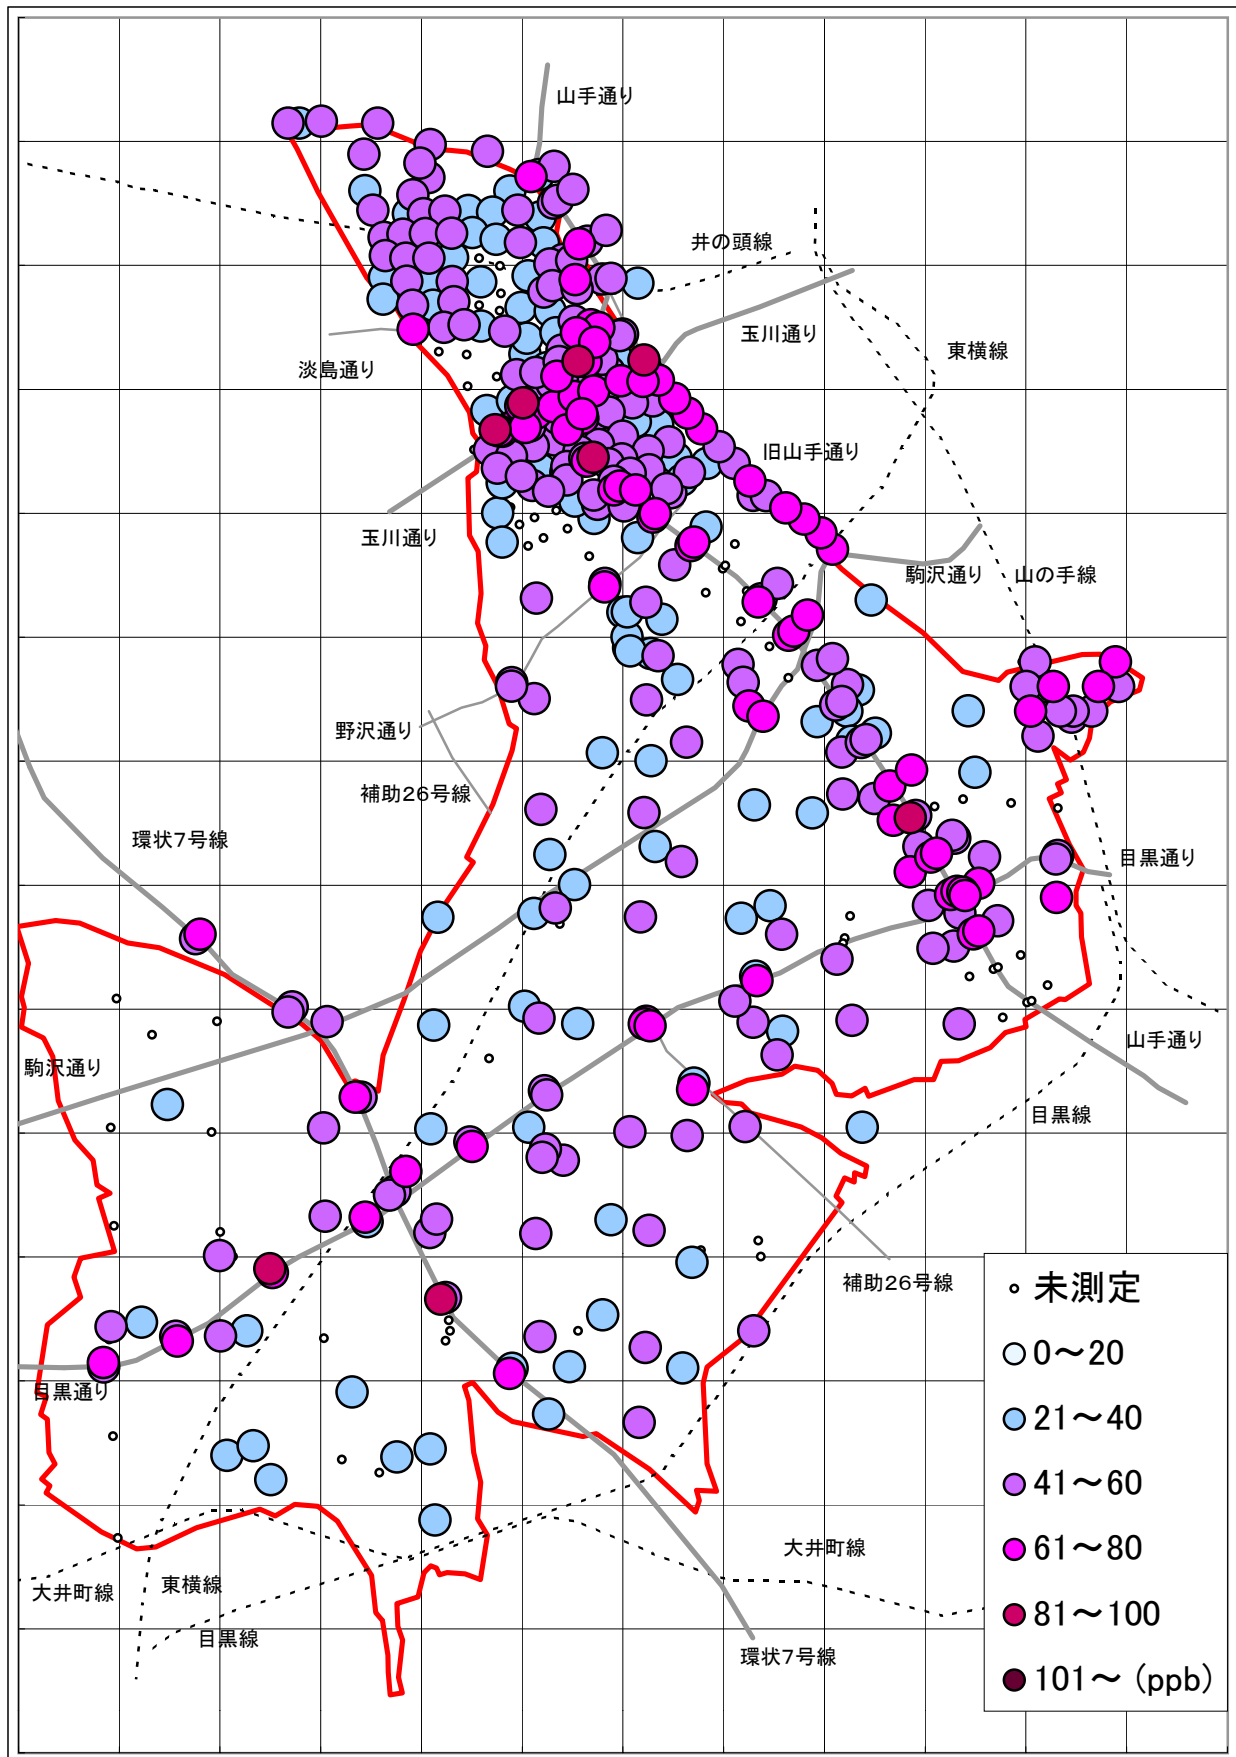 山手通り
井の頭線
玉川通り
東横線
淡島通り
旧山手通り
玉川通り
駒沢通り
山の手線
野沢通り
補助26号線
環状7号線
目黒通り
山手通り
駒沢通り
目黒線
補助26号線
目黒通り
大井町線
大井町線
東横線
目黒線
環状7号線
未測定
0～20
21～40
41～60
61～80
81～100
101～ (ppb)